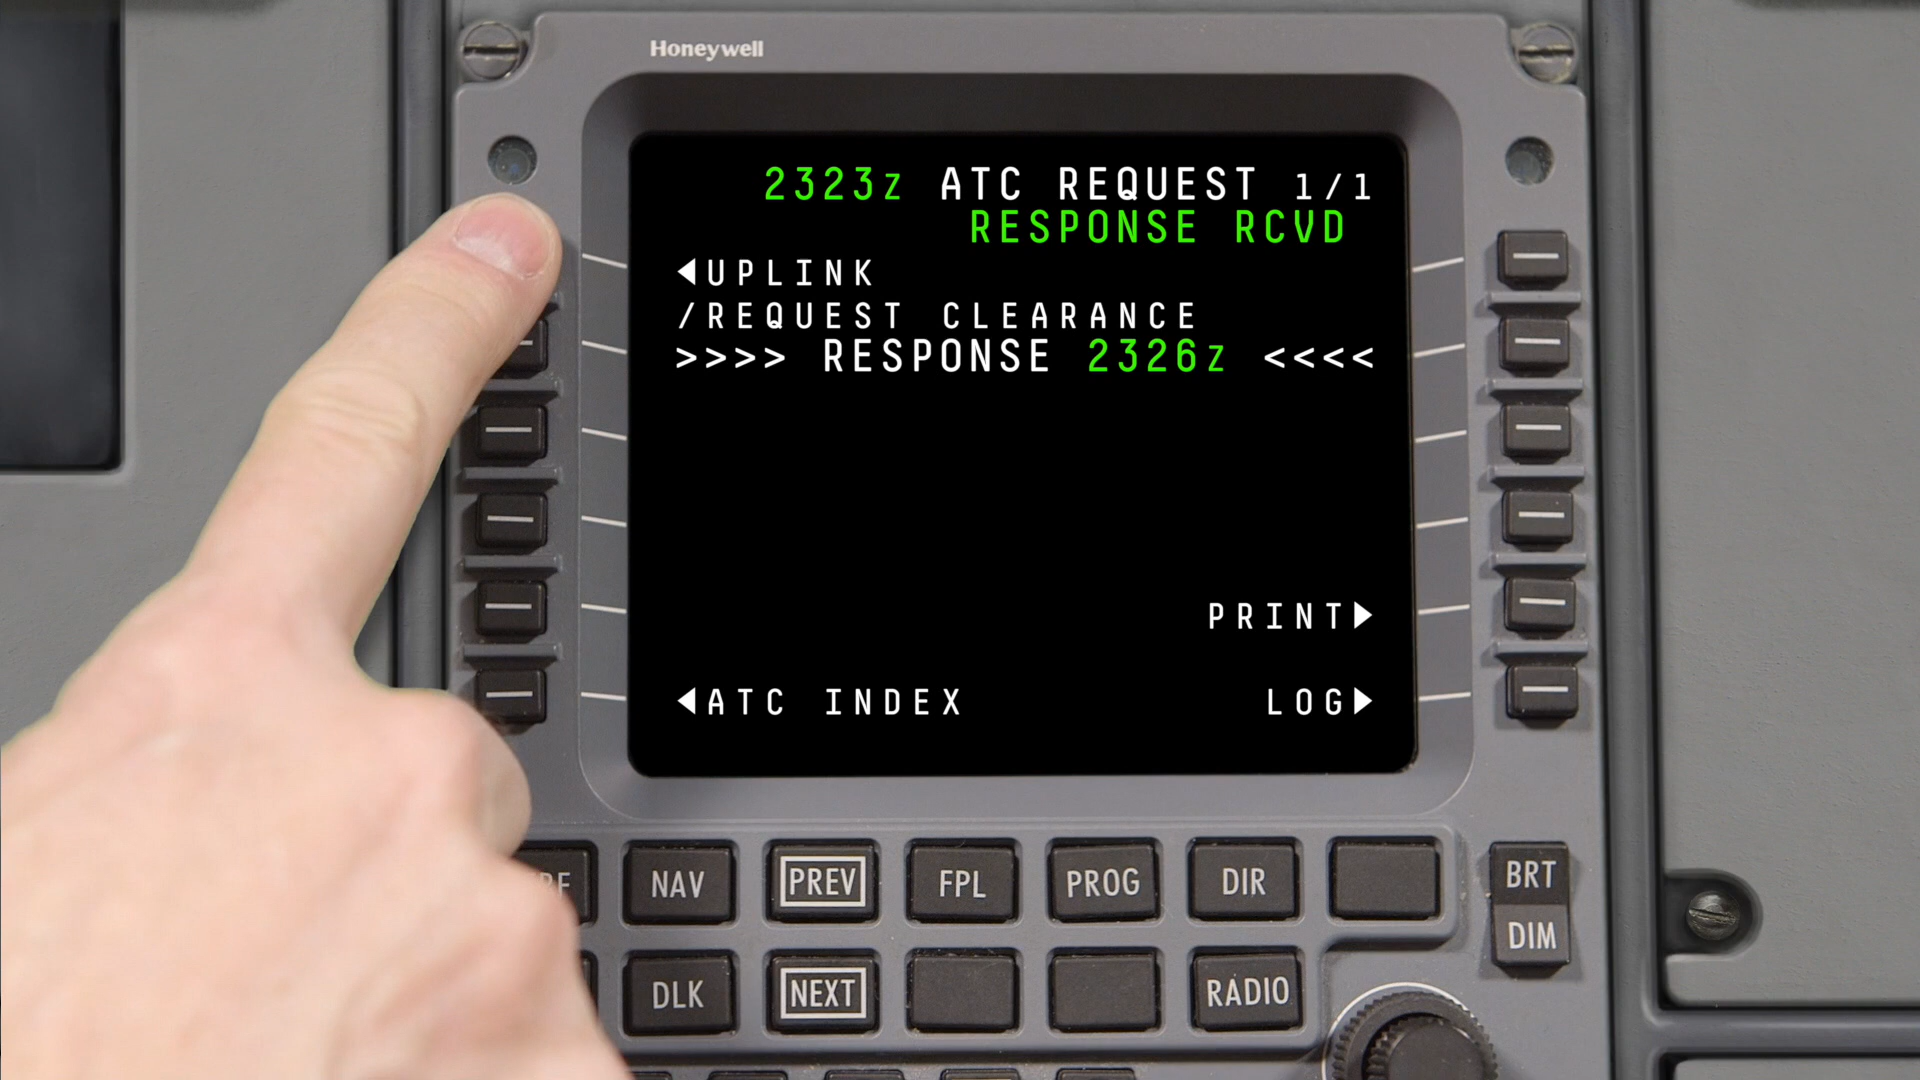 Honeywell
2323z ATC REQUEST 1/1
RESPONSE RCVD
◀UPLINK
/REQUEST CLEARANCE
>>>> RESPONSE 2326z <<<<
PRINT▶
◀ATC INDEX LOG▶
NAV PREV FPL PROG DIR BRT
DIM
DLK NEXT RADIO